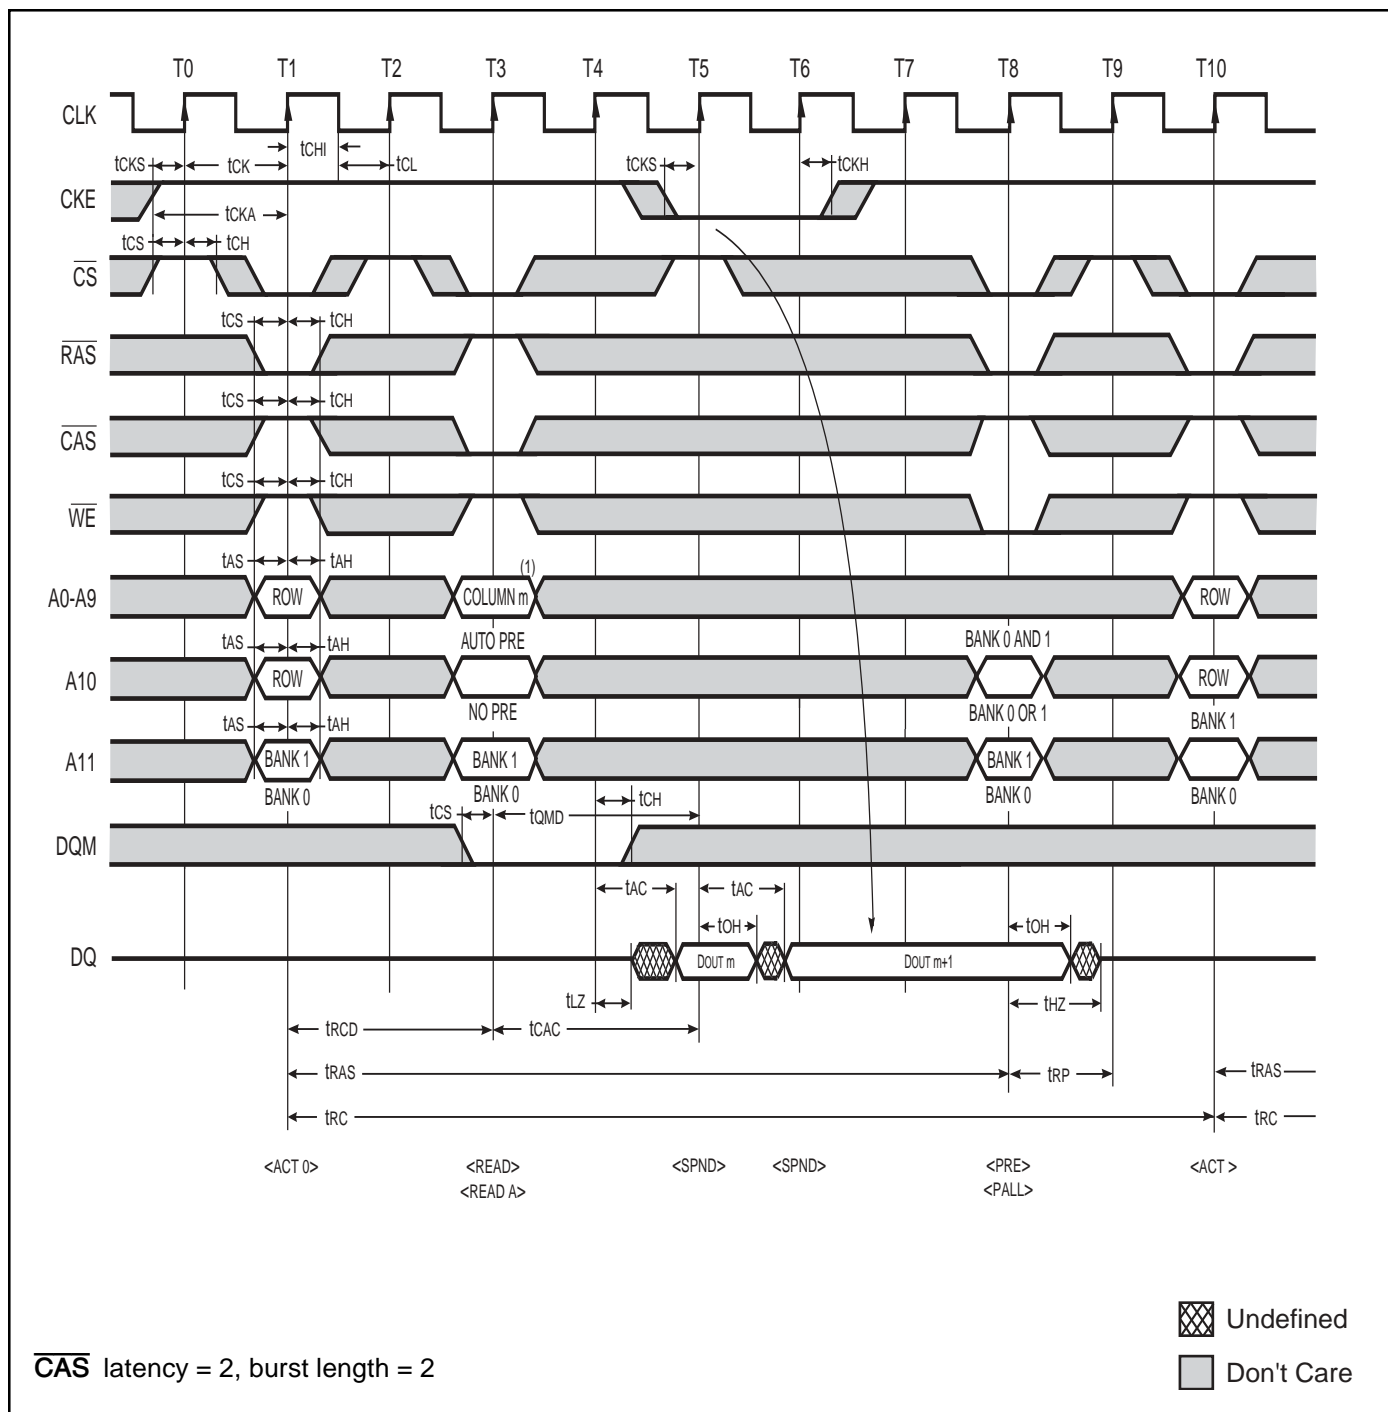 T0 T1 T2 T3 T4 T5 T6 T7 T8 T9 T10
CLK
tCHI
tCKS tCK tCL tCKS tCKH
CKE
tCKA
tCS tCH
CS
tCS tCH
RAS
tCS tCH
CAS
tCS tCH
WE
tAS tAH
(1)
A0-A9 ROW COLUMN m ROW
tAS tAH AUTO PRE BANK 0 AND 1
A10 ROW ROW
NO PRE BANK 0 OR 1
tAS tAH BANK 1
A11 BANK 1 BANK 1 BANK 1
BANK 0 BANK 0 BANK 0 BANK 0
tCH
tCS tQMD
DQM
tAC tAC
tOH tOH
DQ DOUT m DOUT m+1
tLZ tHZ
tRCD tCAC
tRAS tRP tRAS
tRC tRC
<ACT 0> <READ> <SPND> <SPND> <PRE> <ACT >
<READ A> <PALL>
Undefined
CAS latency = 2, burst length = 2
Don't Care